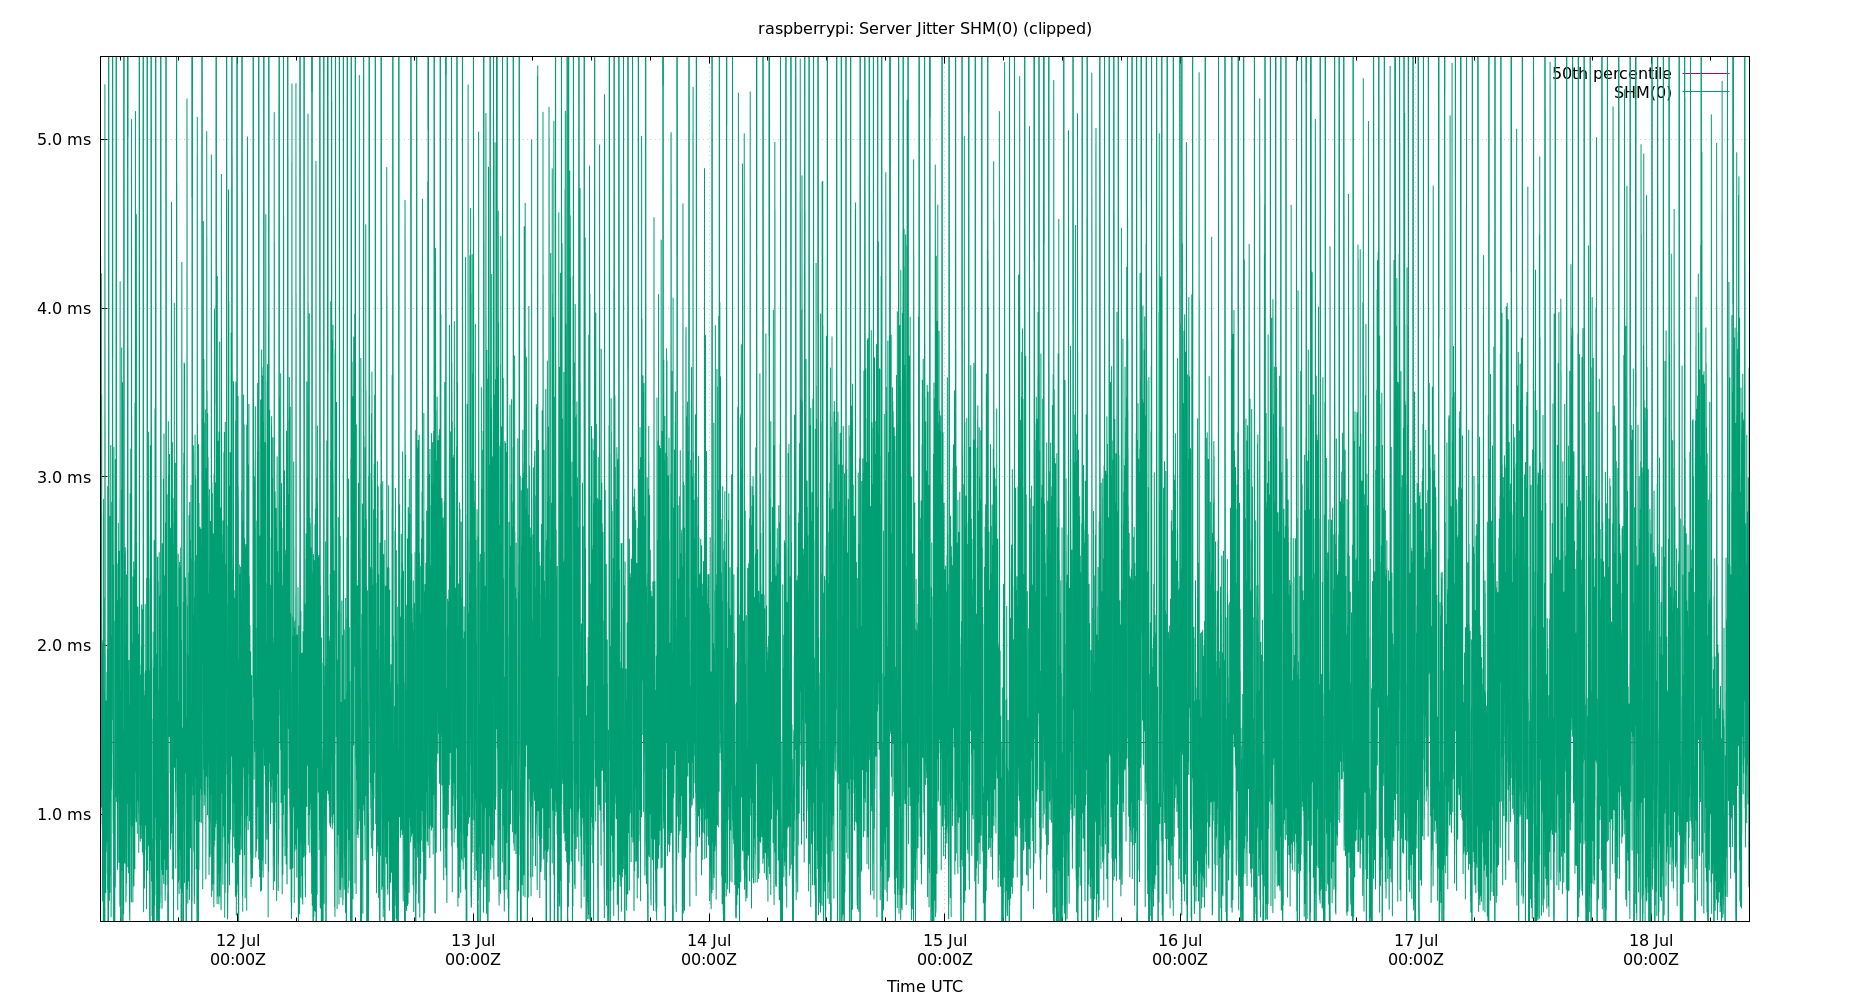 raspberrypi: Server Jitter SHM(0) (clipped)
50th percentile
SHM(0)
5.0 ms
4.0 ms
3.0 ms
2.0 ms
1.0 ms
12 Jul 13 Jul 14 Jul 15 Jul 16 Jul 17 Jul 18 Jul
00:00Z 00:00Z 00:00Z 00:00Z 00:00Z 00:00Z 00:00Z
Time UTC